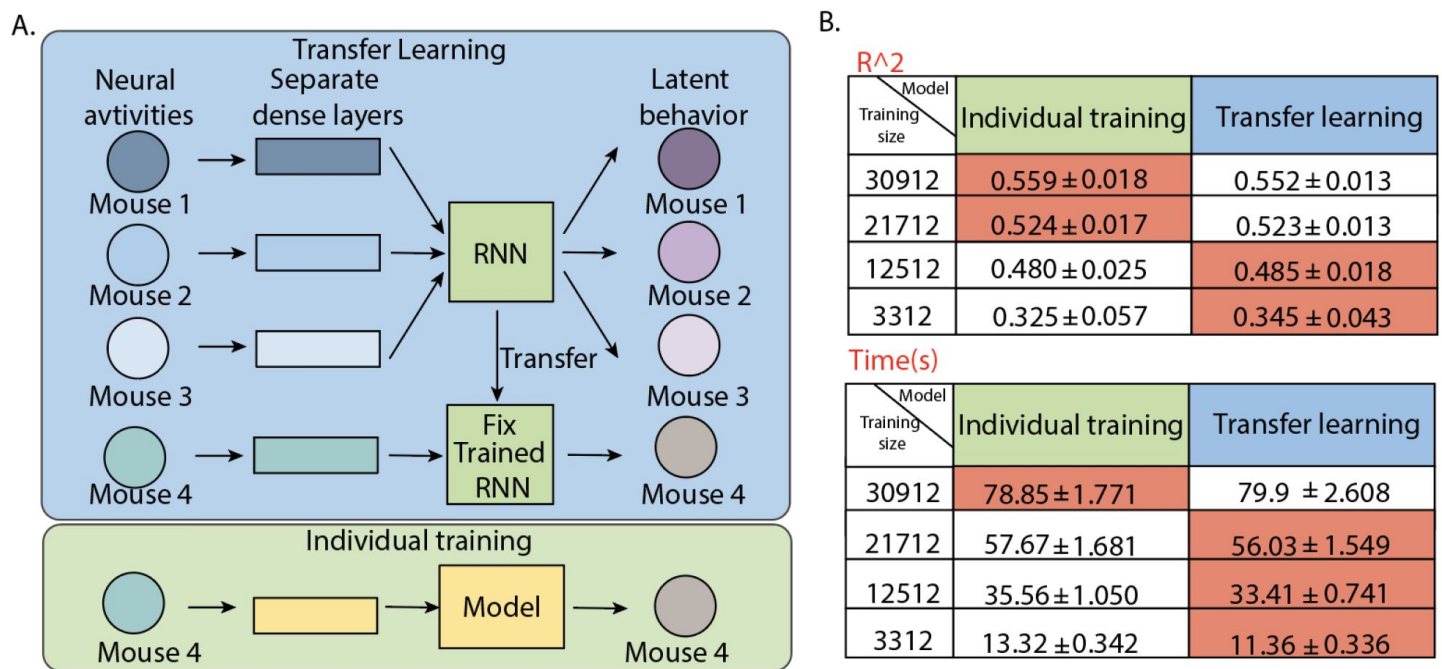 A.
Transfer Learning
Neural
avtivities
Separate
dense layers
Latent
behavior
Mouse 1
Mouse 1
RNN
Mouse 2
Mouse 2
Transfer
Mouse 3
Mouse 3
Fix
Trained
RNN
Mouse 4
Mouse 4
Individual training
Model
Mouse 4
Mouse 4
B.
R^2
Model
Training
size
Individual training
Transfer learning
30912 0.559±0.018 0.552±0.013
21712 0.524±0.017 0.523±0.013
12512 0.480±0.025 0.485±0.018
3312 0.325±0.057 0.345±0.043
Time(s)
Model
Training
size
Individual training
Transfer learning
30912 78.85±1.771 79.9 ±2.608
21712 57.67±1.681 56.03±1.549
12512 35.56±1.050 33.41±0.741
3312 13.32±0.342 11.36±0.336